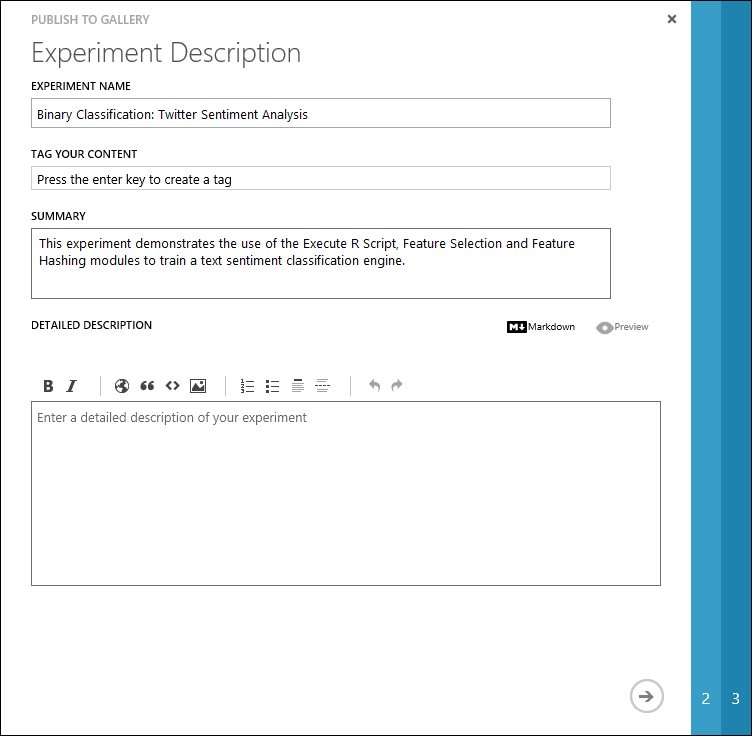 PUBLISH TO GALLERY
Experiment Description
EXPERIMENT NAME
Binary Classification: Twitter Sentiment Analysis
TAG YOUR CONTENT
Press the enter key to create a tag
SUMMARY
This experiment demonstrates the use of the Execute R Script, Feature Selection and Feature
Hashing modules to train a text sentiment classification engine.
DETAILED DESCRIPTION
M Markdown Preview
B I
Enter a detailed description of your experiment
2 3